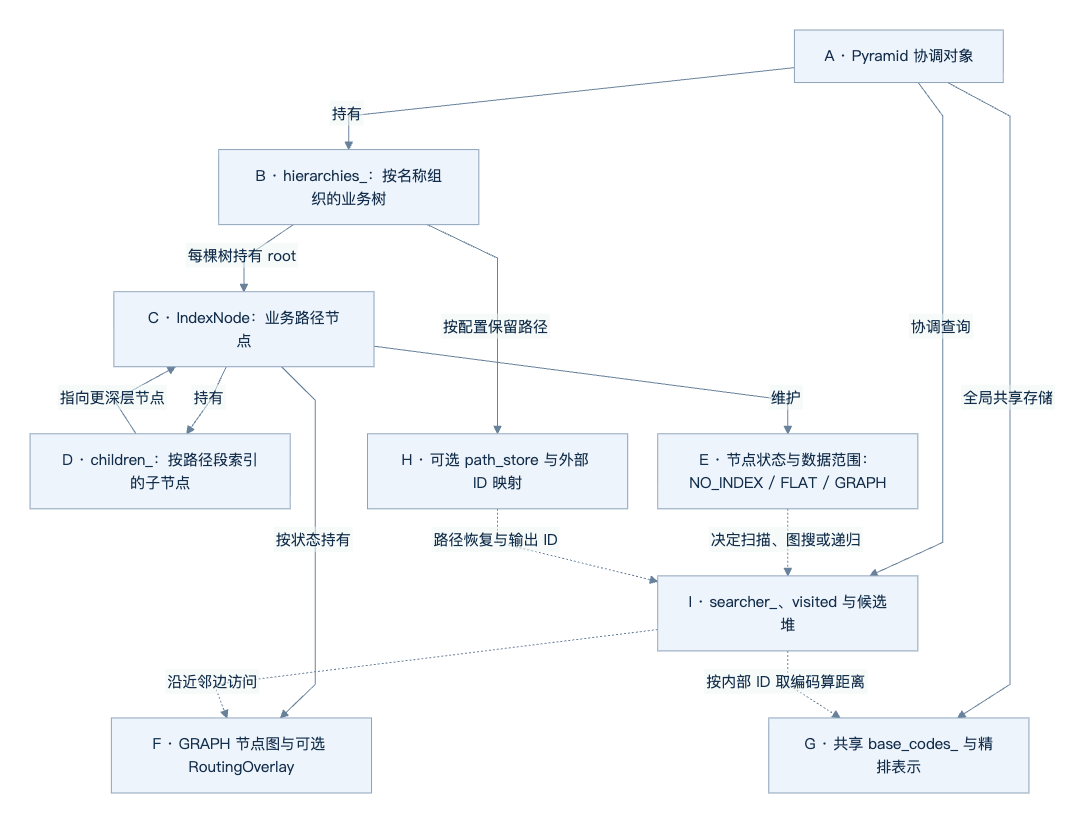 A · Pyramid 协调对象
持有
B · hierarchies_：按名称组
织的业务树
每棵树持有 root
C · IndexNode：业务路径节
点
按配置保留路径
协调查询
指向更深层节点
持有
维护
全局共享存储
D · children_：按路径段索引
的子节点
H · 可选 path_store 与外部
ID 映射
E · 节点状态与数据范围：
NO_INDEX / FLAT / GRAPH
按状态持有
路径恢复与输出 ID
决定扫描、图搜或递归
I · searcher_、visited 与候选
堆
沿近邻边访问
按内部 ID 取编码算距离
F · GRAPH 节点图与可选
RoutingOverlay
G · 共享 base_codes_ 与精
排表示